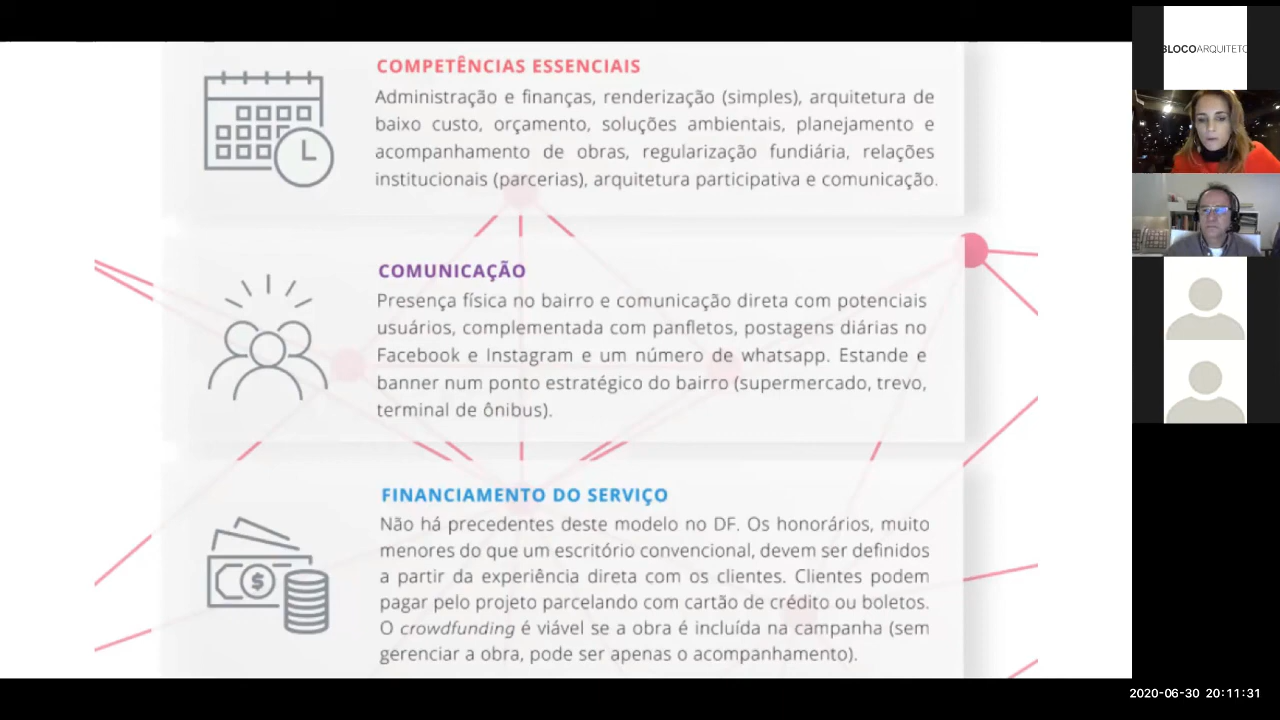 COMPETÊNCIAS ESSENCIAIS
Administração e finanças, renderização (simples), arquitetura de
baixo custo, orçamento, soluções ambientais, planejamento e
acompanhamento de obras, regularização fundiária, relações
institucionais (parcerias), arquitetura participativa e comunicação.
COMUNICAÇÃO
Presença física no bairro e comunicação direta com potenciais
usuários, complementada com panfletos, postagens diárias no
Facebook e Instagram e um número de whatsapp. Estande e
banner num ponto estratégico do bairro (supermercado, trevo,
terminal de ônibus).
FINANCIAMENTO DO SERVIÇO
Não há precedentes deste modelo no DF. Os honorários, muito
menores do que um escritório convencional, devem ser definidos
a partir da experiência direta com os clientes. Clientes podem
pagar pelo projeto parcelando com cartão de crédito ou boletos.
O crowdfunding é viável se a obra é incluída na campanha (sem
gerenciar a obra, pode ser apenas o acompanhamento).
$
BLOCOARQUITETO
2020-06-30 20:11:31